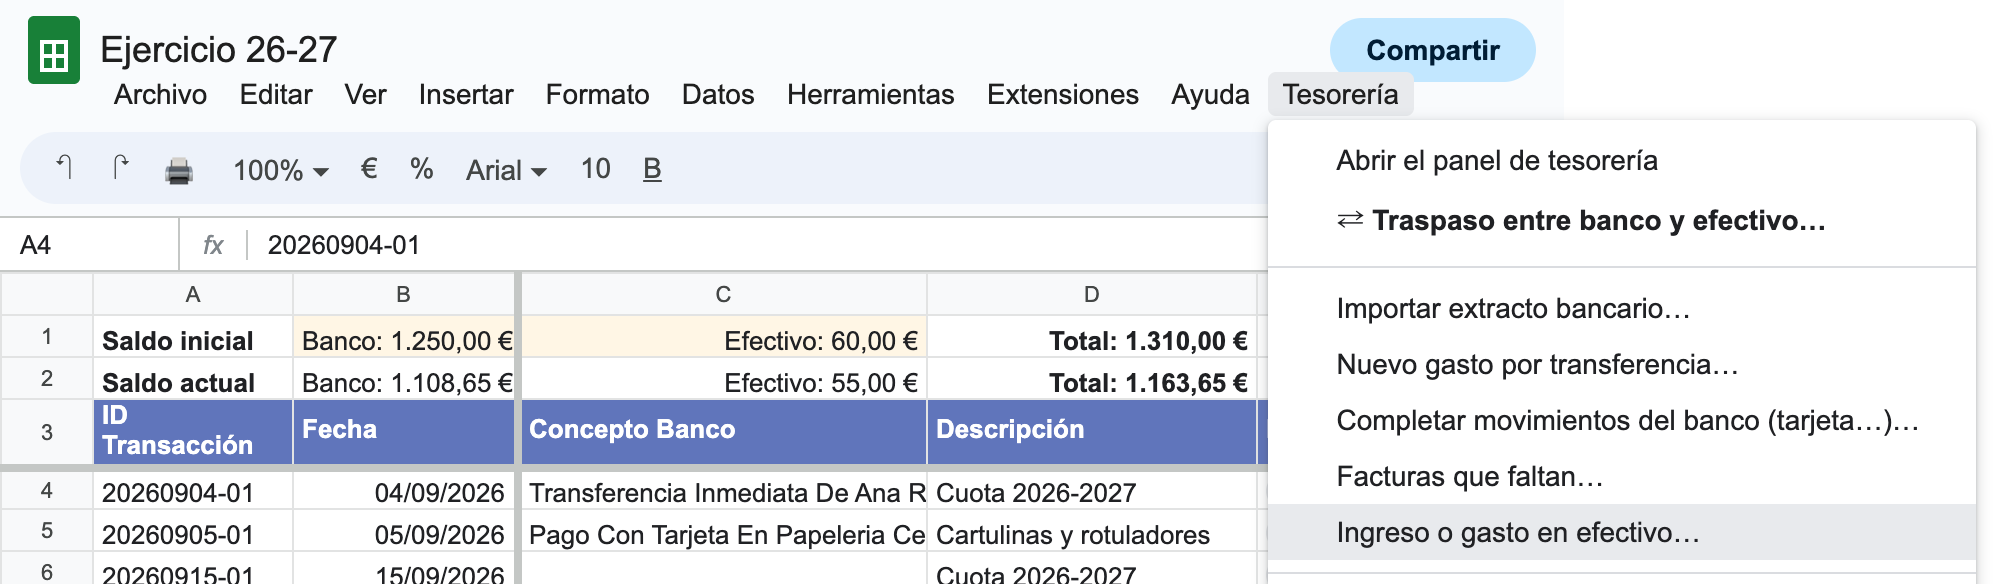 Ejercicio 26-27
Compartir
Archivo Editar Ver Insertar Formato Datos Herramientas Extensiones Ayuda Tesorería
100% € % Arial 10 B
Abrir el panel de tesorería
⇄ Traspaso entre banco y efectivo…
Importar extracto bancario…
Nuevo gasto por transferencia…
Completar movimientos del banco (tarjeta…)…
Facturas que faltan…
Ingreso o gasto en efectivo…
A4 fx 20260904-01
A B C D
1 Saldo inicial Banco: 1.250,00 € Efectivo: 60,00 € Total: 1.310,00 €
2 Saldo actual Banco: 1.108,65 € Efectivo: 55,00 € Total: 1.163,65 €
3 ID Transacción Fecha Concepto Banco Descripción
4 20260904-01 04/09/2026 Transferencia Inmediata De Ana R Cuota 2026-2027
5 20260905-01 05/09/2026 Pago Con Tarjeta En Papeleria Ce Cartulinas y rotuladores
6 20260915-01 15/09/2026 Cuota 2026-2027